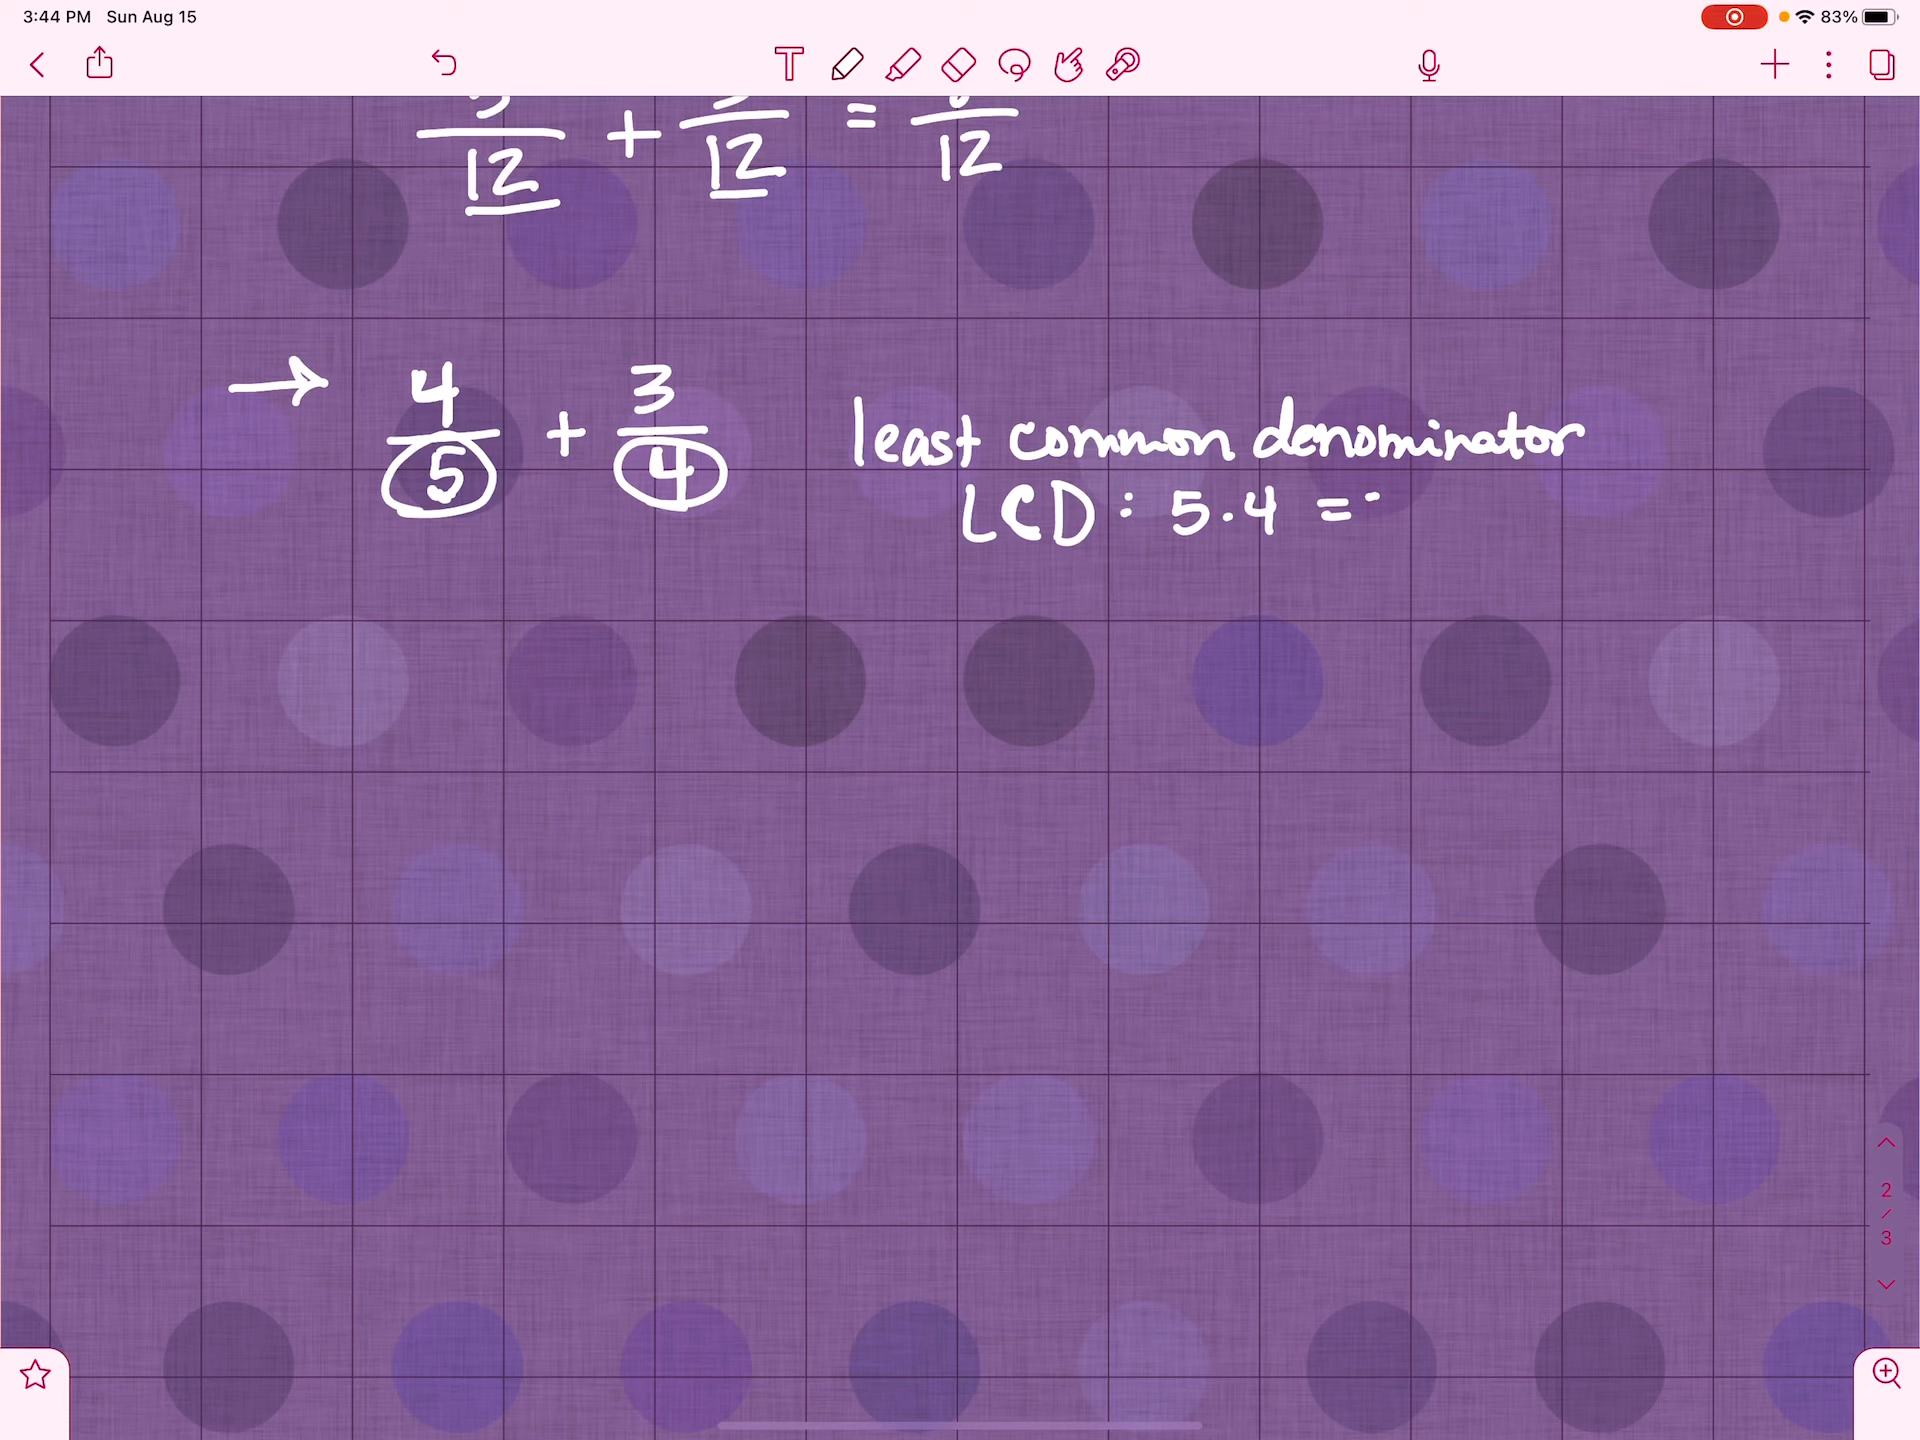 3:44 PM Sun Aug 15 83%
12 + 12 = 12
→ 4/5 + 3/4
least common denominator
LCD : 5·4 =
2
/
3